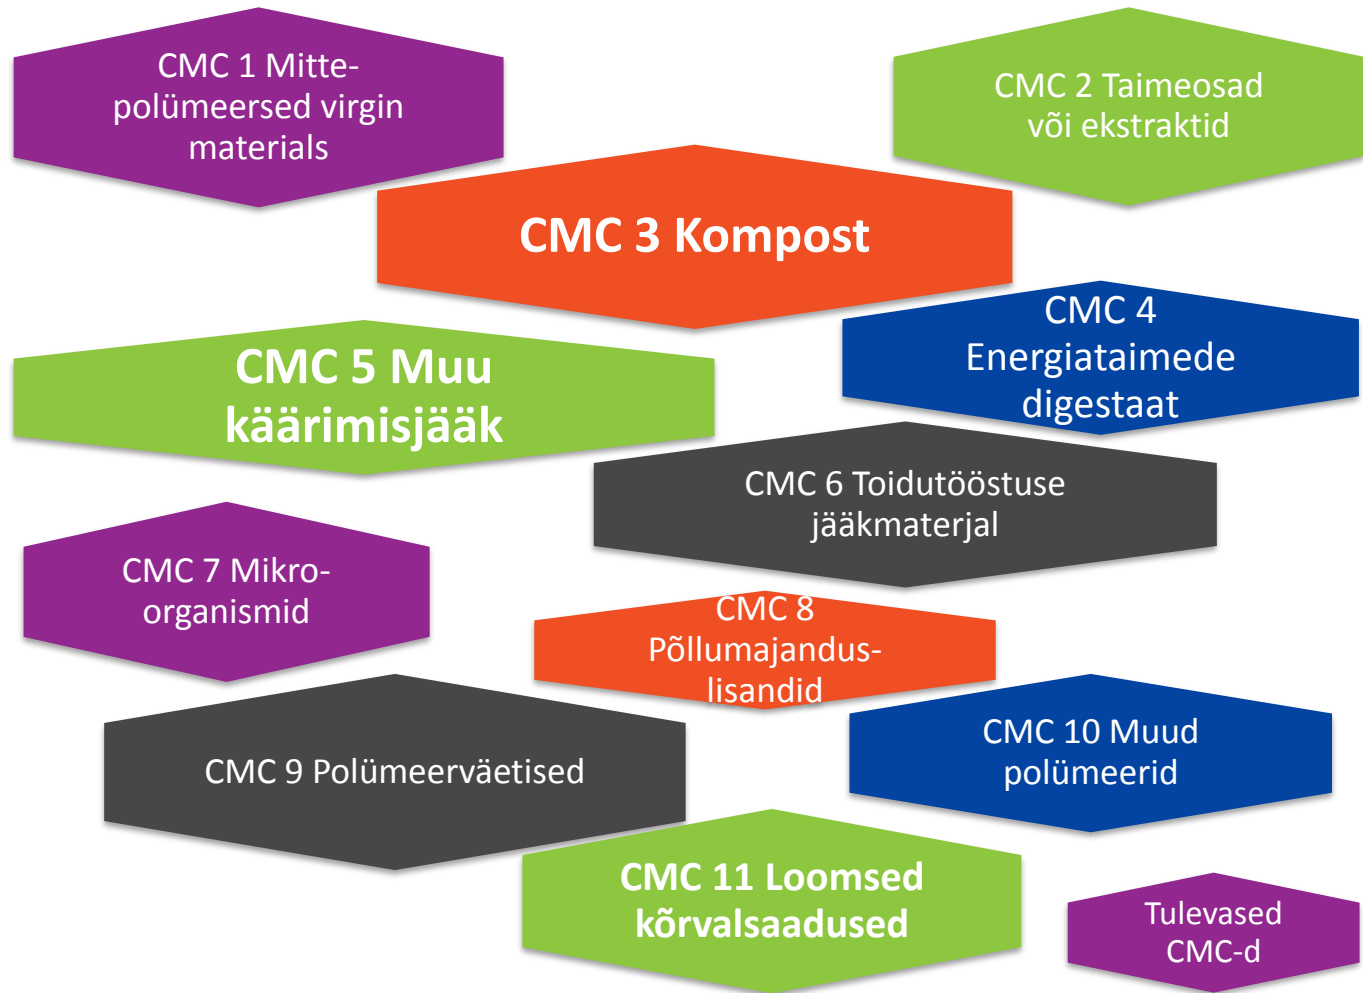 CMC 1 Mitte-
polümeersed virgin
materials
CMC 2 Taimeosad
või ekstraktid
CMC 3 Kompost
CMC 4
Energiataimede
digestaat
CMC 5 Muu
käärimisjääk
CMC 6 Toidutööstuse
jääkmaterjal
CMC 7 Mikro-
organismid
CMC 8
Põllumajandus-
lisandid
CMC 9 Polümeerväetised
CMC 10 Muud
polümeerid
CMC 11 Loomsed
kõrvalsaadused
Tulevased
CMC-d